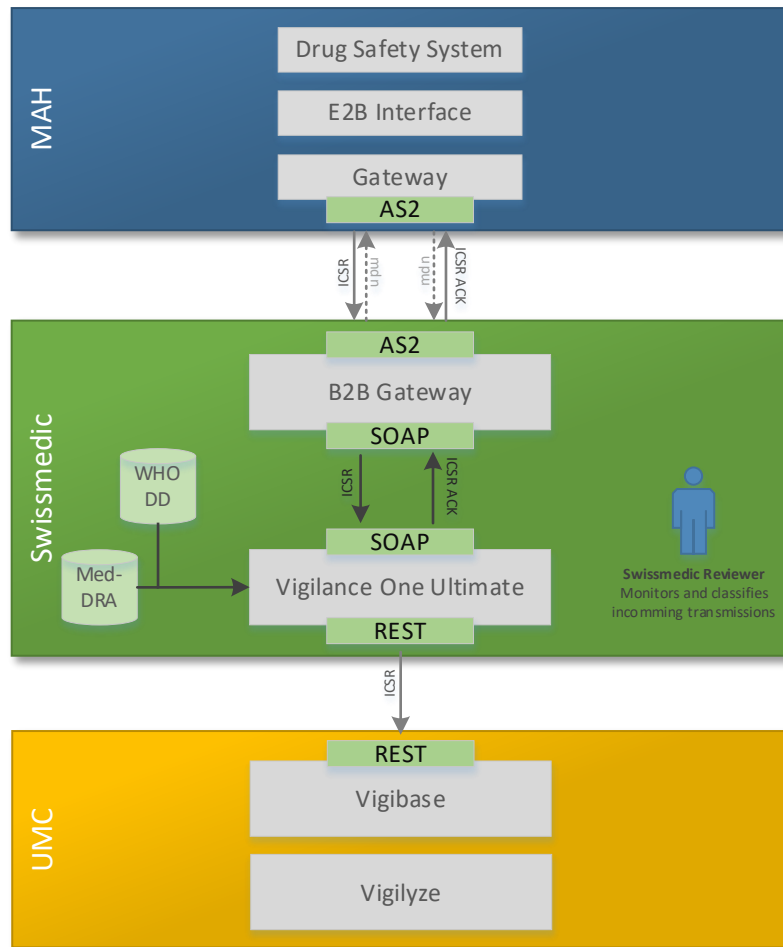 MAH
Drug Safety System
E2B Interface
Gateway
AS2
ICSR
mdn
mdn
ICSR ACK
Swissmedic
AS2
B2B Gateway
SOAP
ICSR
ICSR ACK
WHO
DD
SOAP
Med-
DRA
Vigilance One Ultimate
REST
Swissmedic Reviewer
Monitors and classifies
incomming transmissions
ICSR
UMC
REST
Vigibase
Vigilyze